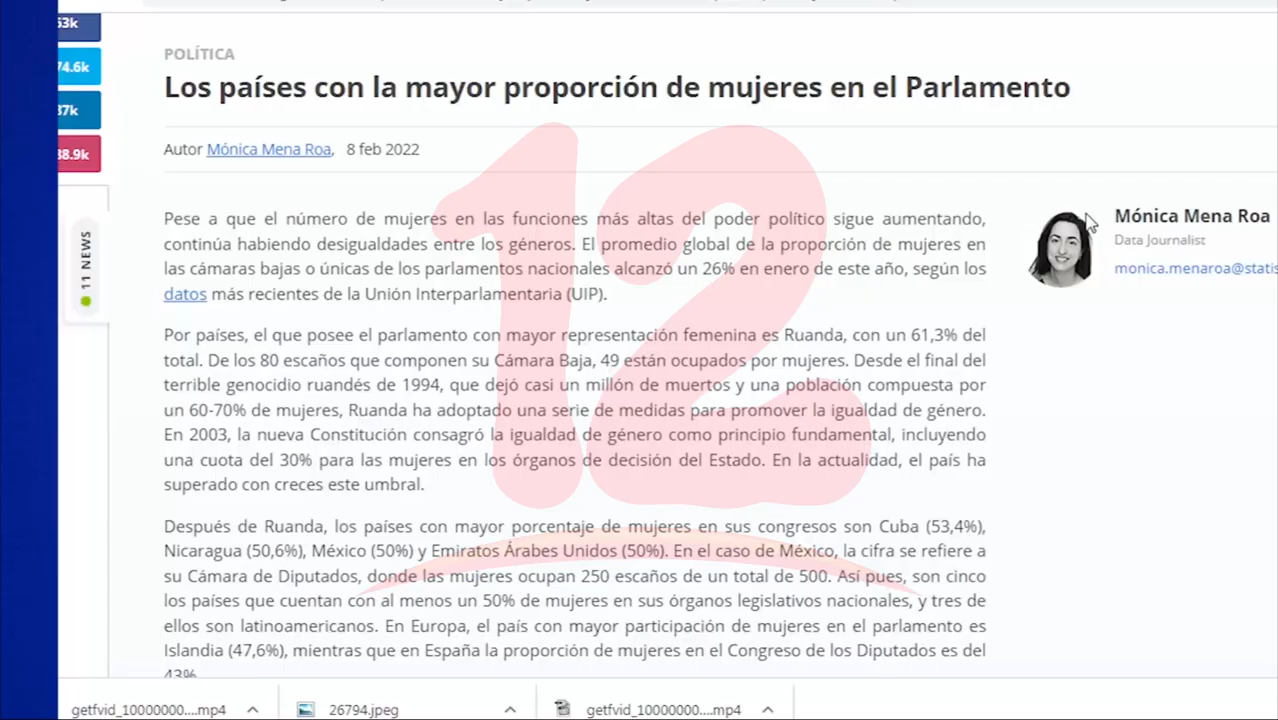 53k
74.6k
37k
38.9k
11 NEWS
POLÍTICA
Los países con la mayor proporción de mujeres en el Parlamento
Autor Mónica Mena Roa, 8 feb 2022
Pese a que el número de mujeres en las funciones más altas del poder político sigue aumentando,
continúa habiendo desigualdades entre los géneros. El promedio global de la proporción de mujeres en
las cámaras bajas o únicas de los parlamentos nacionales alcanzó un 26% en enero de este año, según los
datos más recientes de la Unión Interparlamentaria (UIP).
Por países, el que posee el parlamento con mayor representación femenina es Ruanda, con un 61,3% del
total. De los 80 escaños que componen su Cámara Baja, 49 están ocupados por mujeres. Desde el final del
terrible genocidio ruandés de 1994, que dejó casi un millón de muertos y una población compuesta por
un 60-70% de mujeres, Ruanda ha adoptado una serie de medidas para promover la igualdad de género.
En 2003, la nueva Constitución consagró la igualdad de género como principio fundamental, incluyendo
una cuota del 30% para las mujeres en los órganos de decisión del Estado. En la actualidad, el país ha
superado con creces este umbral.
Después de Ruanda, los países con mayor porcentaje de mujeres en sus congresos son Cuba (53,4%),
Nicaragua (50,6%), México (50%) y Emiratos Árabes Unidos (50%). En el caso de México, la cifra se refiere a
su Cámara de Diputados, donde las mujeres ocupan 250 escaños de un total de 500. Así pues, son cinco
los países que cuentan con al menos un 50% de mujeres en sus órganos legislativos nacionales, y tres de
ellos son latinoamericanos. En Europa, el país con mayor participación de mujeres en el parlamento es
Islandia (47,6%), mientras que en España la proporción de mujeres en el Congreso de los Diputados es del
43%.
Mónica Mena Roa
Data Journalist
monica.menaroa@statis
12
getfvid_10000000....mp4
26794.jpeg
getfvid_10000000....mp4